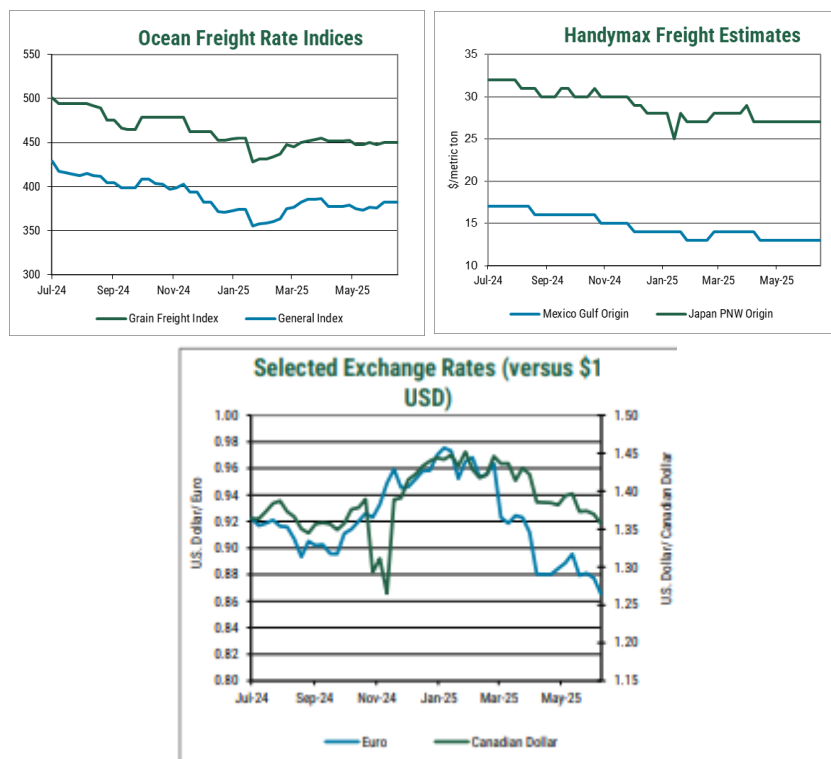 Ocean Freight Rate Indices
550
500
450
400
350
300
Jul-24 Sep-24 Nov-24 Jan-25 Mar-25 May-25
Grain Freight Index General Index
Handymax Freight Estimates
$/metric ton
35
30
25
20
15
10
Jul-24 Sep-24 Nov-24 Jan-25 Mar-25 May-25
Mexico Gulf Origin Japan PNW Origin
Selected Exchange Rates (versus $1
USD)
U.S. Dollar/ Euro
1.00
0.98
0.96
0.94
0.92
0.90
0.88
0.86
0.84
0.82
0.80
1.50
1.45
1.40
1.35
1.30
1.25
1.20
1.15
U.S. Dollar/ Canadian Dollar
Jul-24 Sep-24 Nov-24 Jan-25 Mar-25 May-25
Euro Canadian Dollar